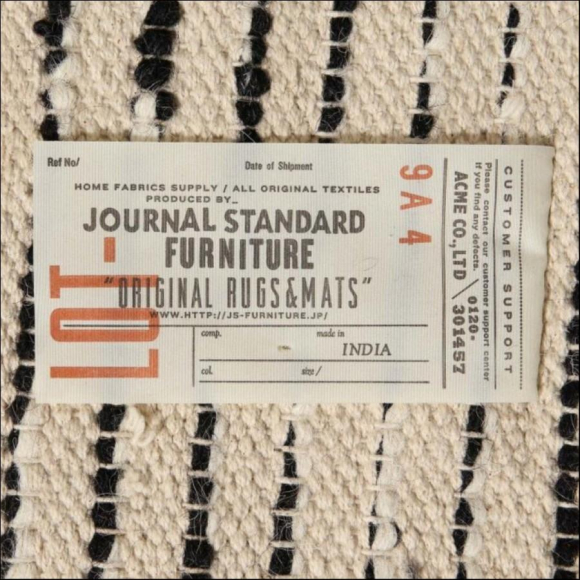 Ref No/
Date of Shipment
HOME FABRICS SUPPLY / ALL ORIGINAL TEXTILES
PRODUCED BY_
JOURNAL STANDARD
FURNITURE
"ORIGINAL RUGS&MATS"
WWW.HTTP://JS-FURNITURE.JP/
LOT-
comp.
made in
INDIA
col.
size/
9A4
ACME CO.,LTD \ 0120-
301457
Please contact our customer support center
if you find any defects.
CUSTOMER SUPPORT